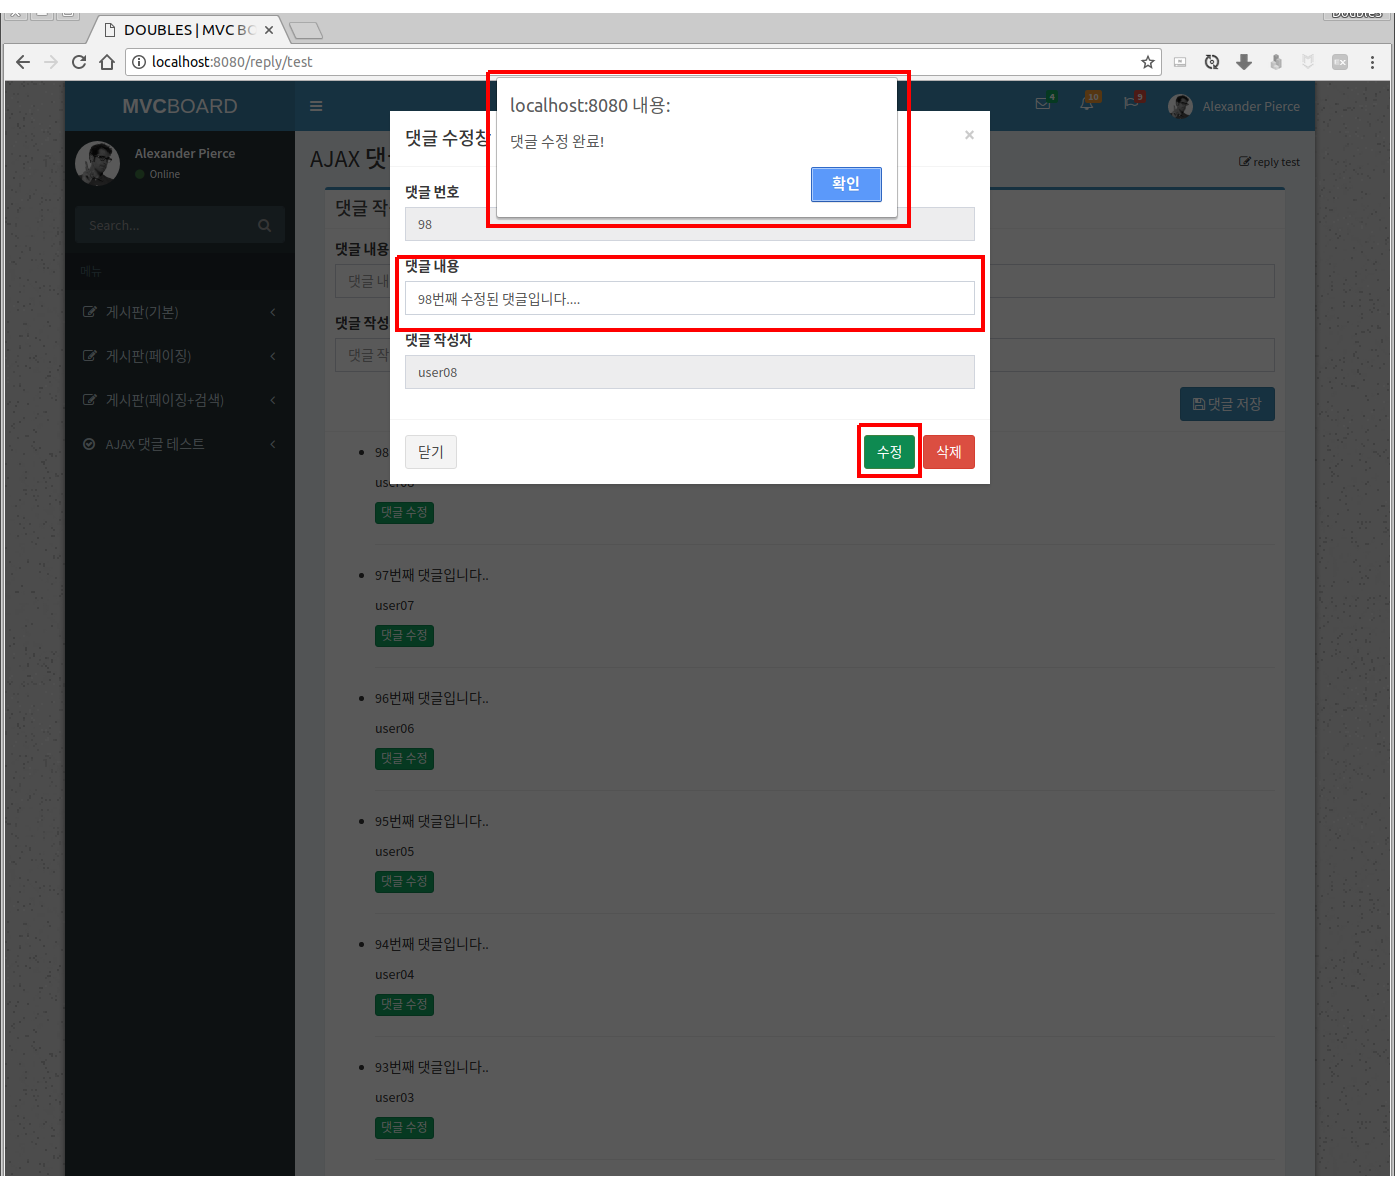 Doubles
DOUBLES | MVC BO
localhost:8080/reply/test
MVCBOARD
4
10
9
Alexander Pierce
Alexander Pierce
Online
Search...
메뉴
게시판(기본)
게시판(페이징)
게시판(페이징+검색)
AJAX 댓글 테스트
AJAX 댓
reply test
localhost:8080 내용:
댓글 수정 완료!
확인
댓글 수정창
×
댓글 번호
98
댓글 내용
98번째 수정된 댓글입니다....
댓글 작성자
user08
닫기
수정
삭제
댓글 작
댓글 내용
댓글 내
댓글 작성
댓글 작
댓글 저장
98
댓글 수정
97번째 댓글입니다..
user07
댓글 수정
96번째 댓글입니다..
user06
댓글 수정
95번째 댓글입니다..
user05
댓글 수정
94번째 댓글입니다..
user04
댓글 수정
93번째 댓글입니다..
user03
댓글 수정